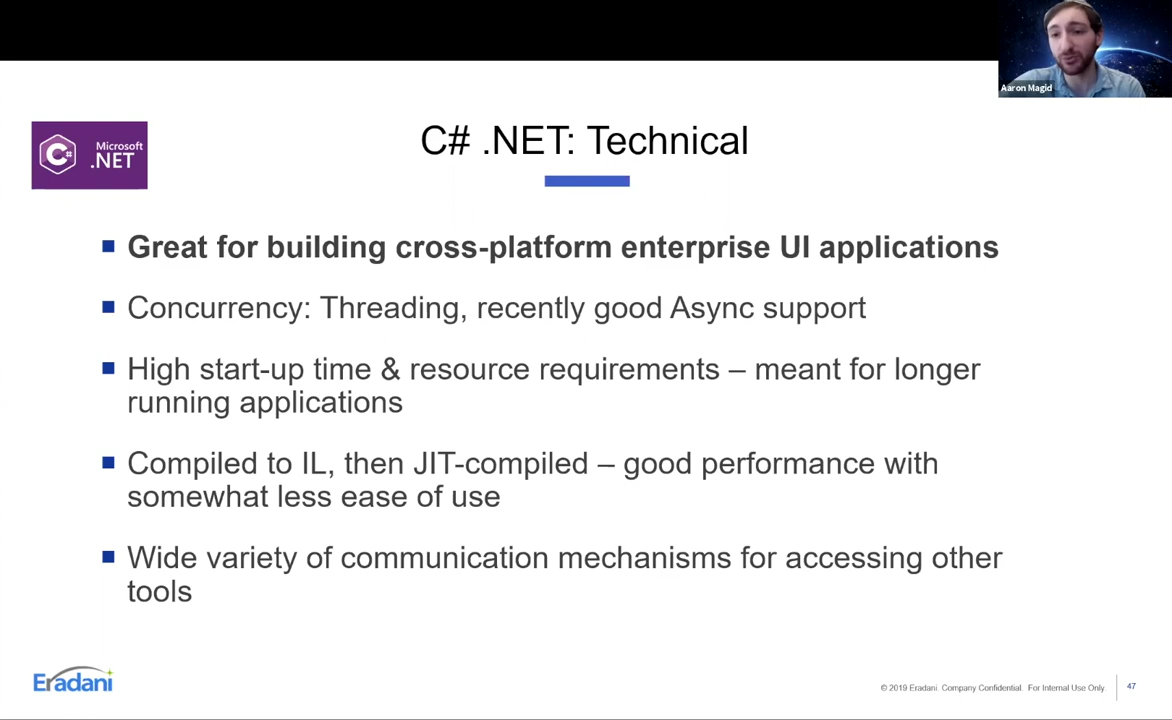 Aaron Magid
C# Microsoft .NET
C# .NET: Technical
Great for building cross-platform enterprise UI applications
Concurrency: Threading, recently good Async support
High start-up time & resource requirements – meant for longer
running applications
Compiled to IL, then JIT-compiled – good performance with
somewhat less ease of use
Wide variety of communication mechanisms for accessing other
tools
Eradani
© 2019 Eradani. Company Confidential. For Internal Use Only
47